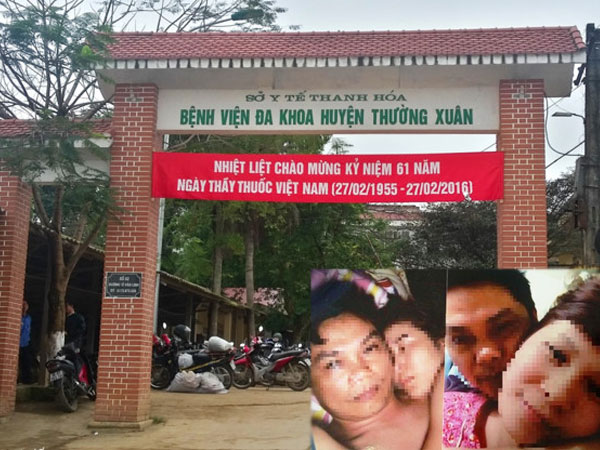 SỞ Y TẾ THANH HÓA
BỆNH VIỆN ĐA KHOA HUYỆN THƯỜNG XUÂN
NHIỆT LIỆT CHÀO MỪNG KỶ NIỆM 61 NĂM
NGÀY THẦY THUỐC VIỆT NAM (27/02/1955 - 27/02/2016)